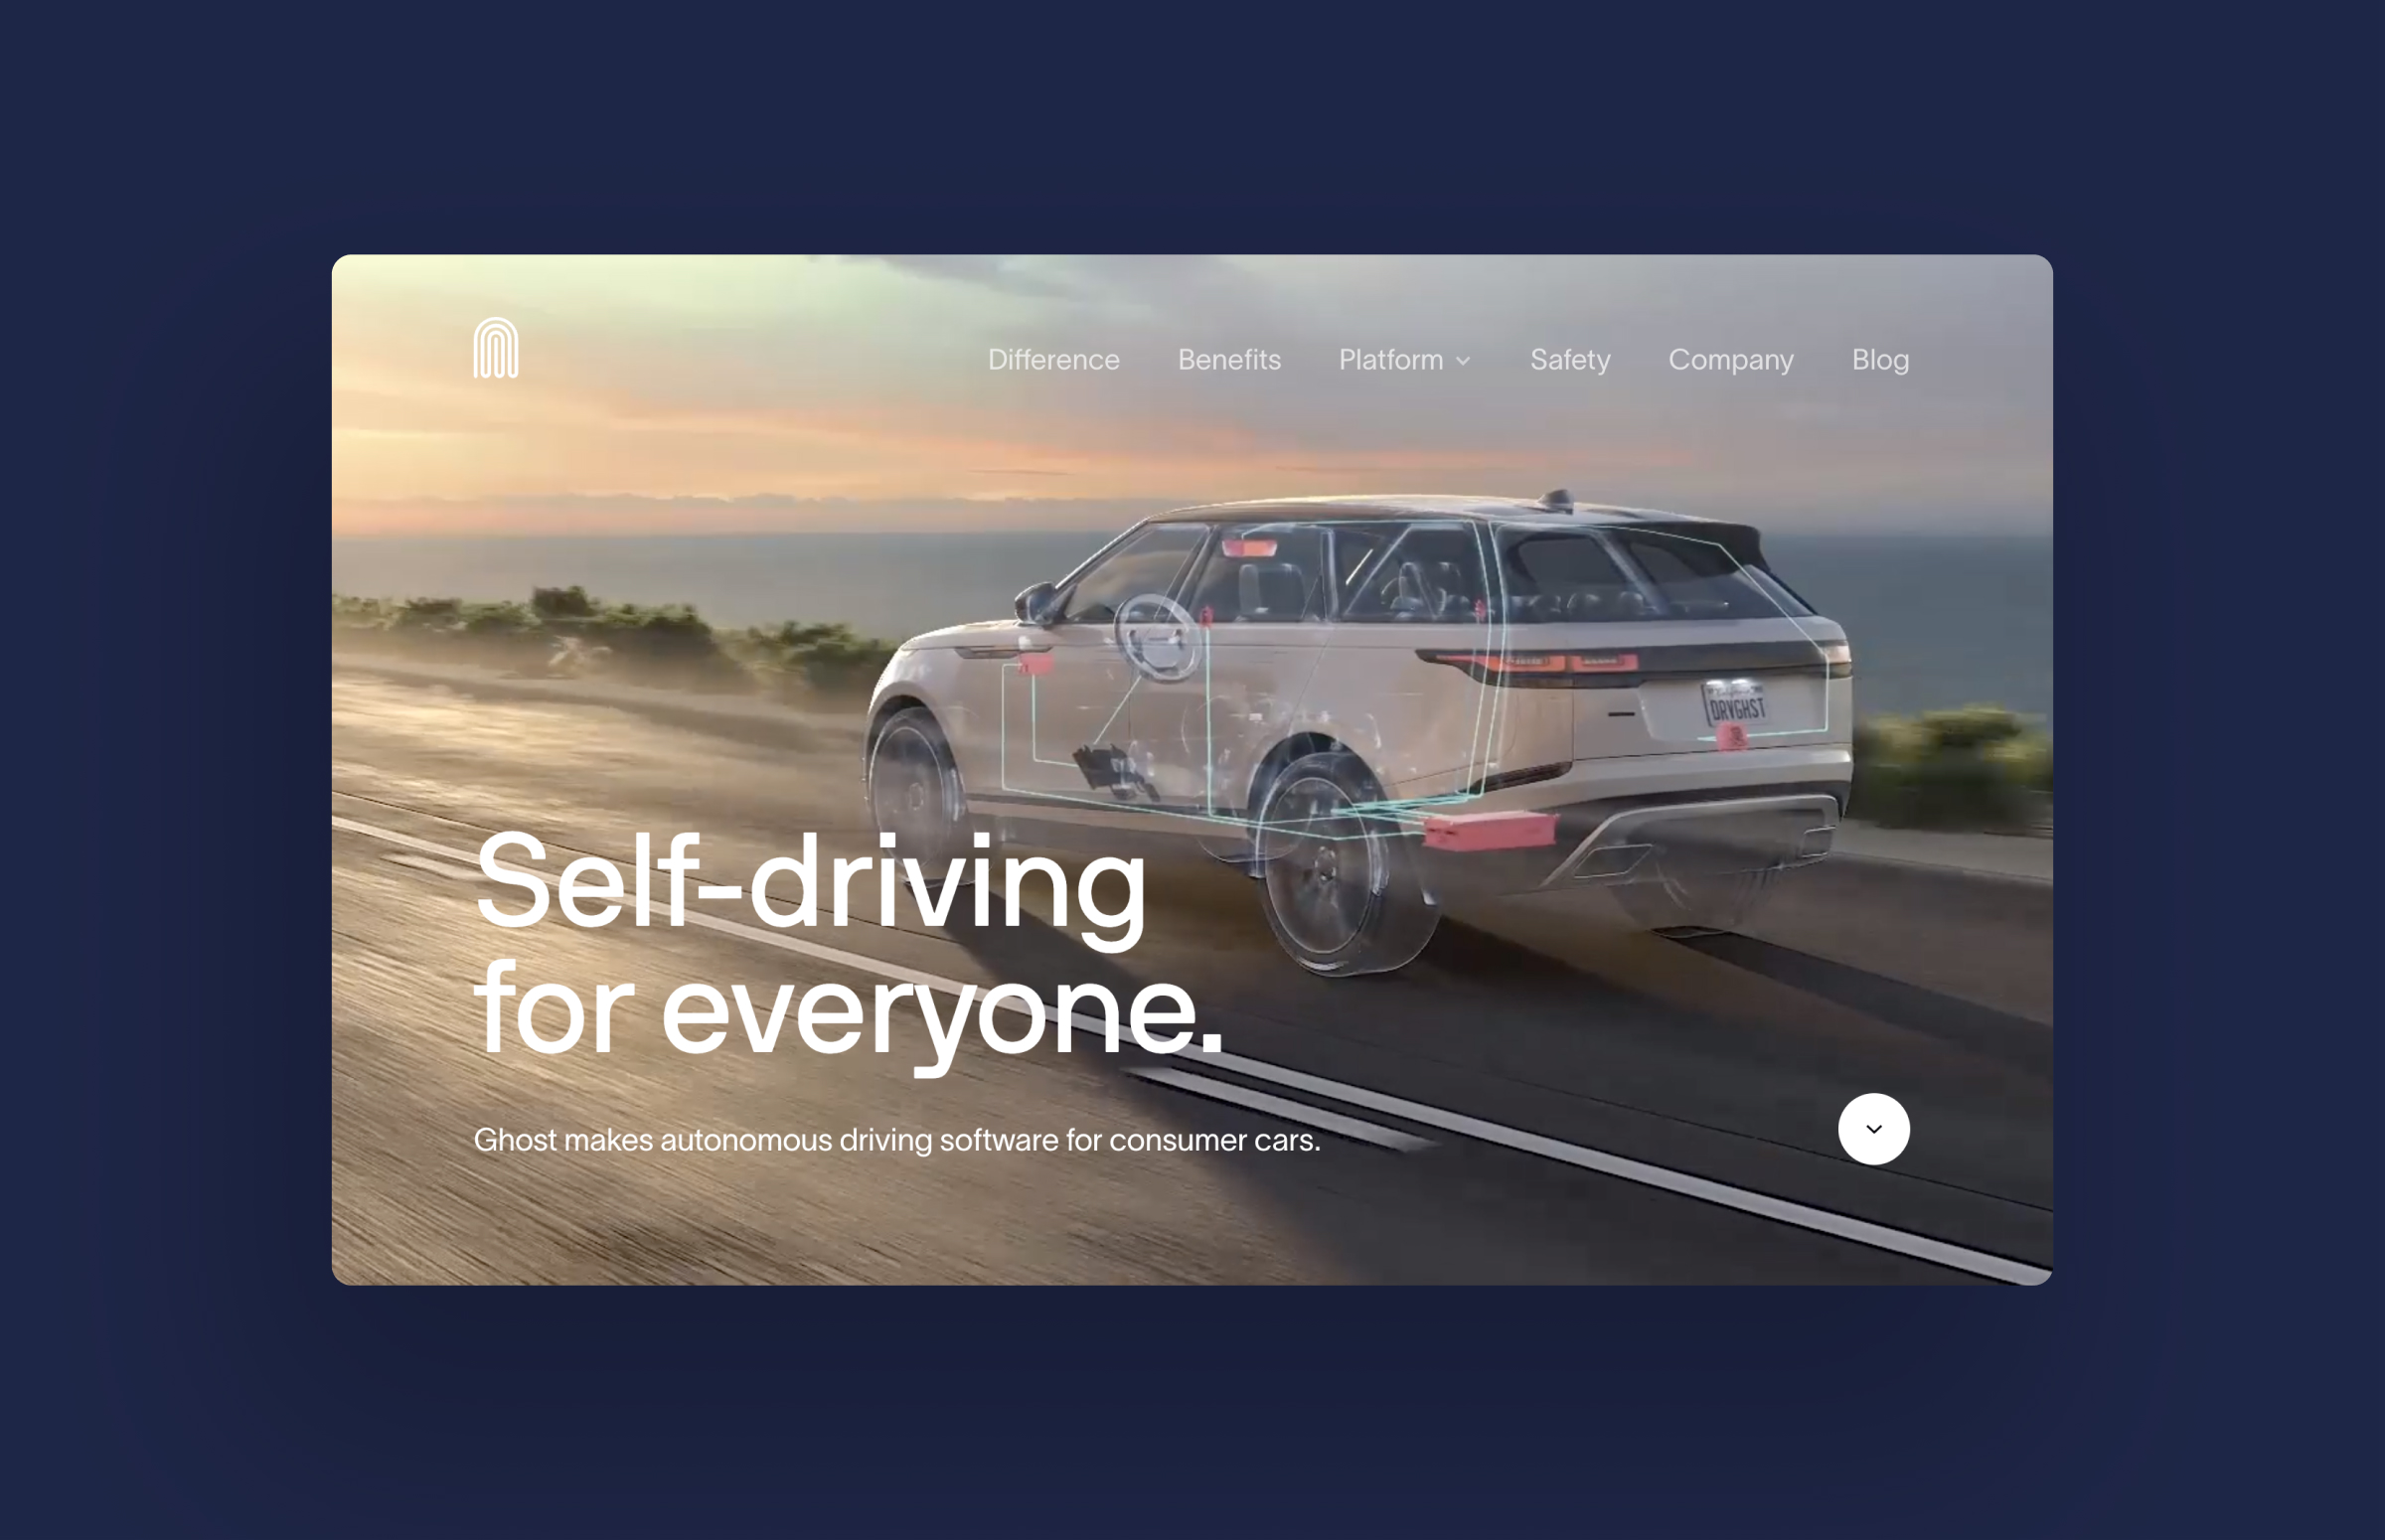 Difference Benefits Platform Safety Company Blog
DRVGHST
Self-driving
for everyone.
Ghost makes autonomous driving software for consumer cars.